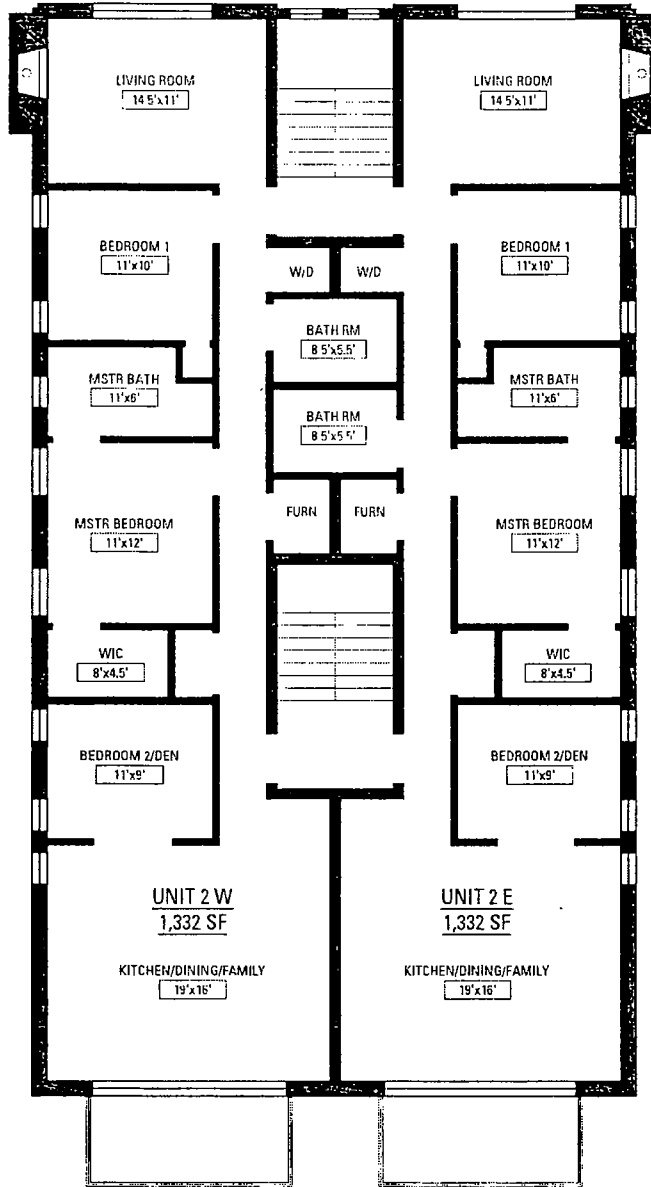 LIVING ROOM
14 5'x11'
LIVING ROOM
14 5'x11'
BEDROOM 1
11'x10'
W/D
W/D
BEDROOM 1
11'x10'
BATH RM
8 5'x5.5'
MSTR BATH
11'x6'
MSTR BATH
11'x6'
BATH RM
8 5'x5 5'
MSTR BEDROOM
11'x12'
FURN
FURN
MSTR BEDROOM
11'x12'
WIC
8'x4.5'
WIC
8'x4.5'
BEDROOM 2/DEN
11'x9'
BEDROOM 2/DEN
11'x9'
UNIT 2 W
1,332 SF
UNIT 2 E
1,332 SF
KITCHEN/DINING/FAMILY
19'x16'
KITCHEN/DINING/FAMILY
19'x16'